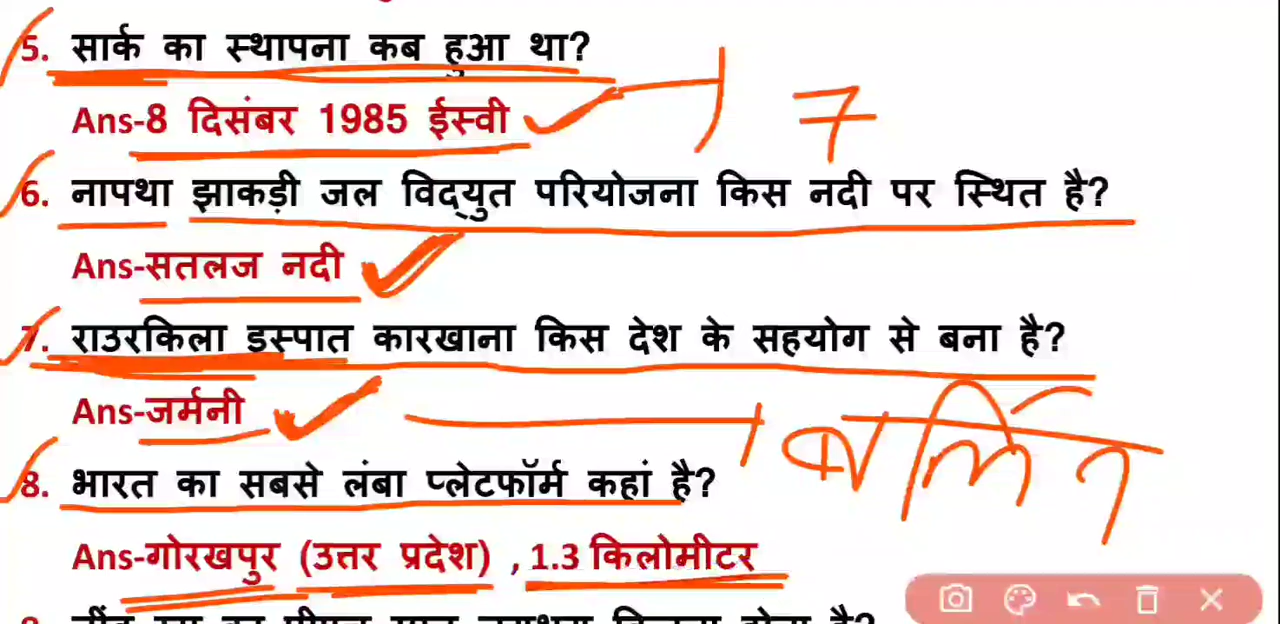 5. सार्क का स्थापना कब हुआ था?
Ans-8 दिसंबर 1985 ईस्वी
7
6. नापथा झाकड़ी जल विद्युत परियोजना किस नदी पर स्थित है?
Ans-सतलज नदी
7. राउरकिला इस्पात कारखाना किस देश के सहयोग से बना है?
Ans-जर्मनी
बर्लिन
8. भारत का सबसे लंबा प्लेटफॉर्म कहां है?
Ans-गोरखपुर (उत्तर प्रदेश) , 1.3 किलोमीटर